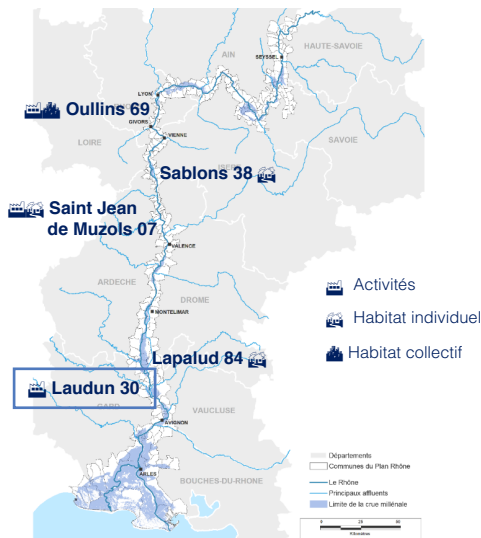 AIN
HAUTE-SAVOIE
SEYSSEL
LYON
Oullins 69
GIVORS
VIENNE
LOIRE
SAVOIE
Sablons 38
Saint Jean
de Muzols 07
VALENCE
ARDECHE
DROME
MONTELIMAR
Activités
Habitat individuel
Habitat collectif
Lapalud 84
Laudun 30
GARD
VAUCLUSE
AVIGNON
ARLES
BOUCHES-DU-RHONE
Départements
Communes du Plan Rhône
Le Rhône
Principaux affluents
Limite de la crue millénale
Kilomètres